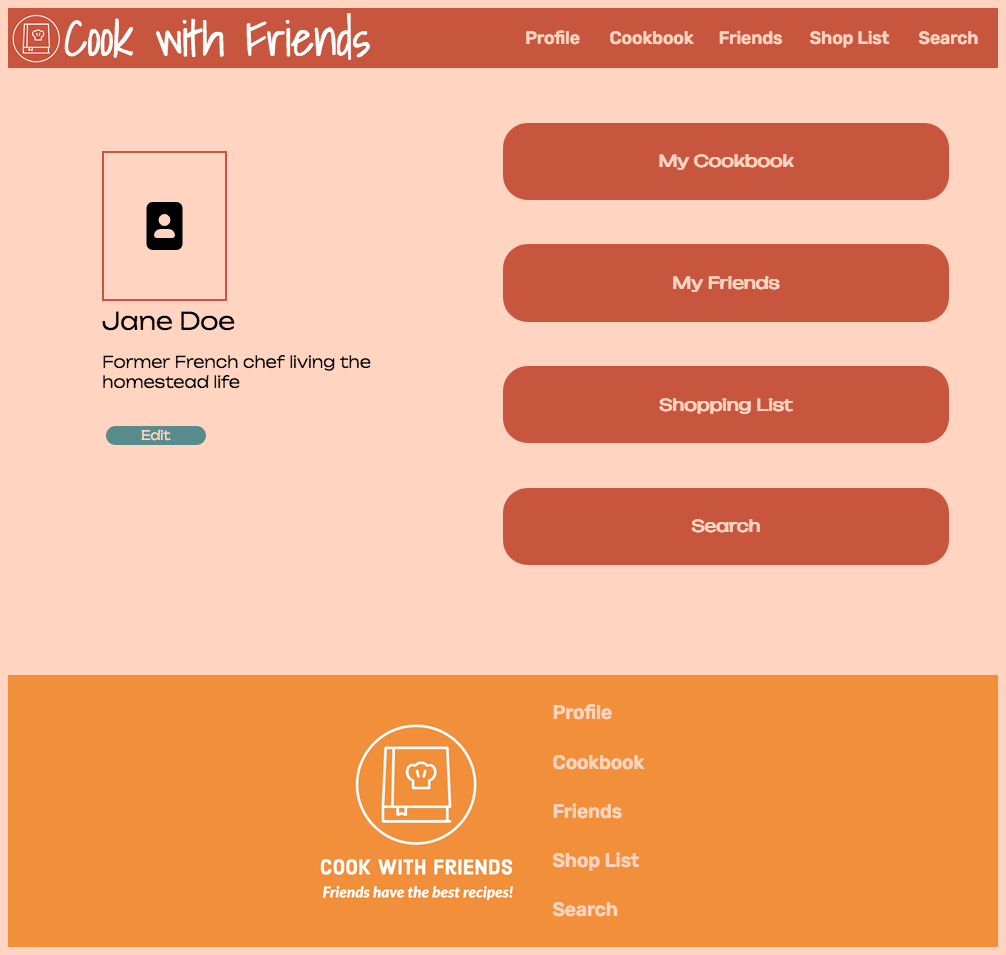 Cook with Friends
Profile Cookbook Friends Shop List Search
Jane Doe
Former French chef living the
homestead life
Edit
My Cookbook
My Friends
Shopping List
Search
COOK WITH FRIENDS
Friends have the best recipes!
Profile
Cookbook
Friends
Shop List
Search